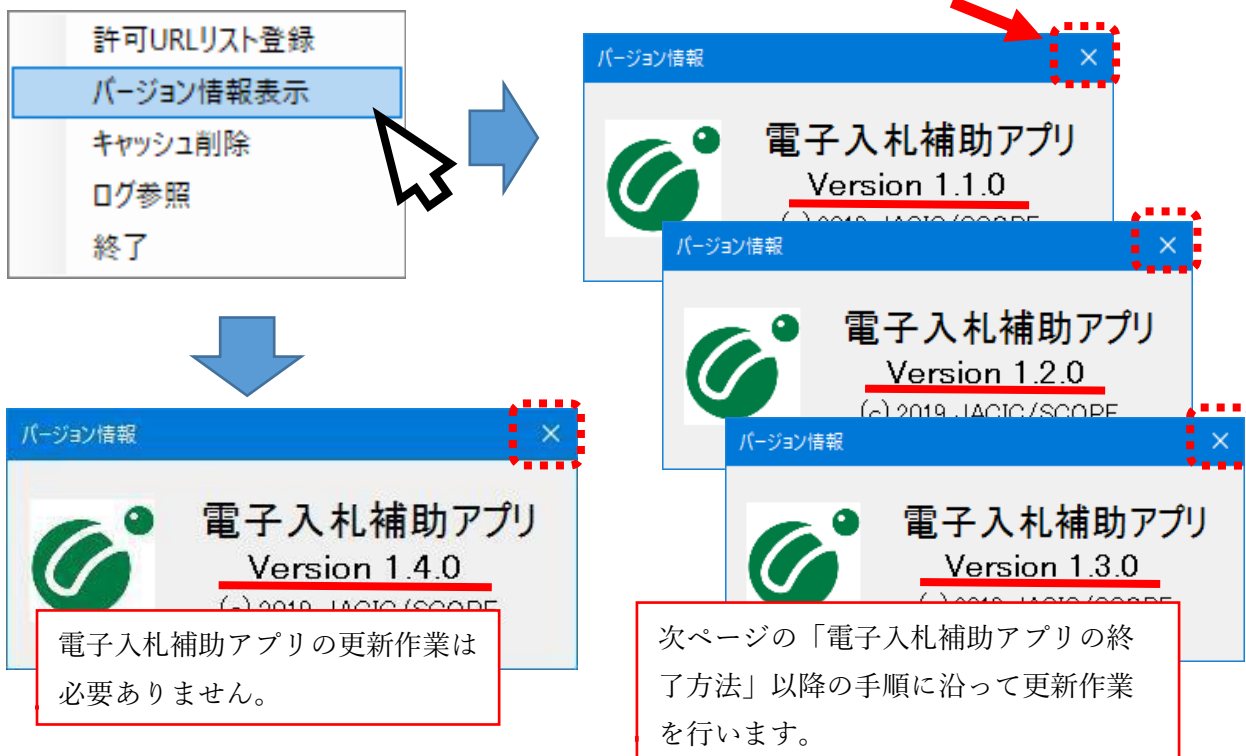 許可URLリスト登録
バージョン情報表示
キャッシュ削除
ログ参照
終了
バージョン情報
電子入札補助アプリ
Version 1.1.0
バージョン情報
電子入札補助アプリ
Version 1.2.0
(c) 2019 JACIC/SCOPE
バージョン情報
電子入札補助アプリ
Version 1.3.0
次ページの「電子入札補助アプリの終
了方法」以降の手順に沿って更新作業
を行います。
バージョン情報
電子入札補助アプリ
Version 1.4.0
(c) 2019 JACIC/SCOPE
電子入札補助アプリの更新作業は
必要ありません。